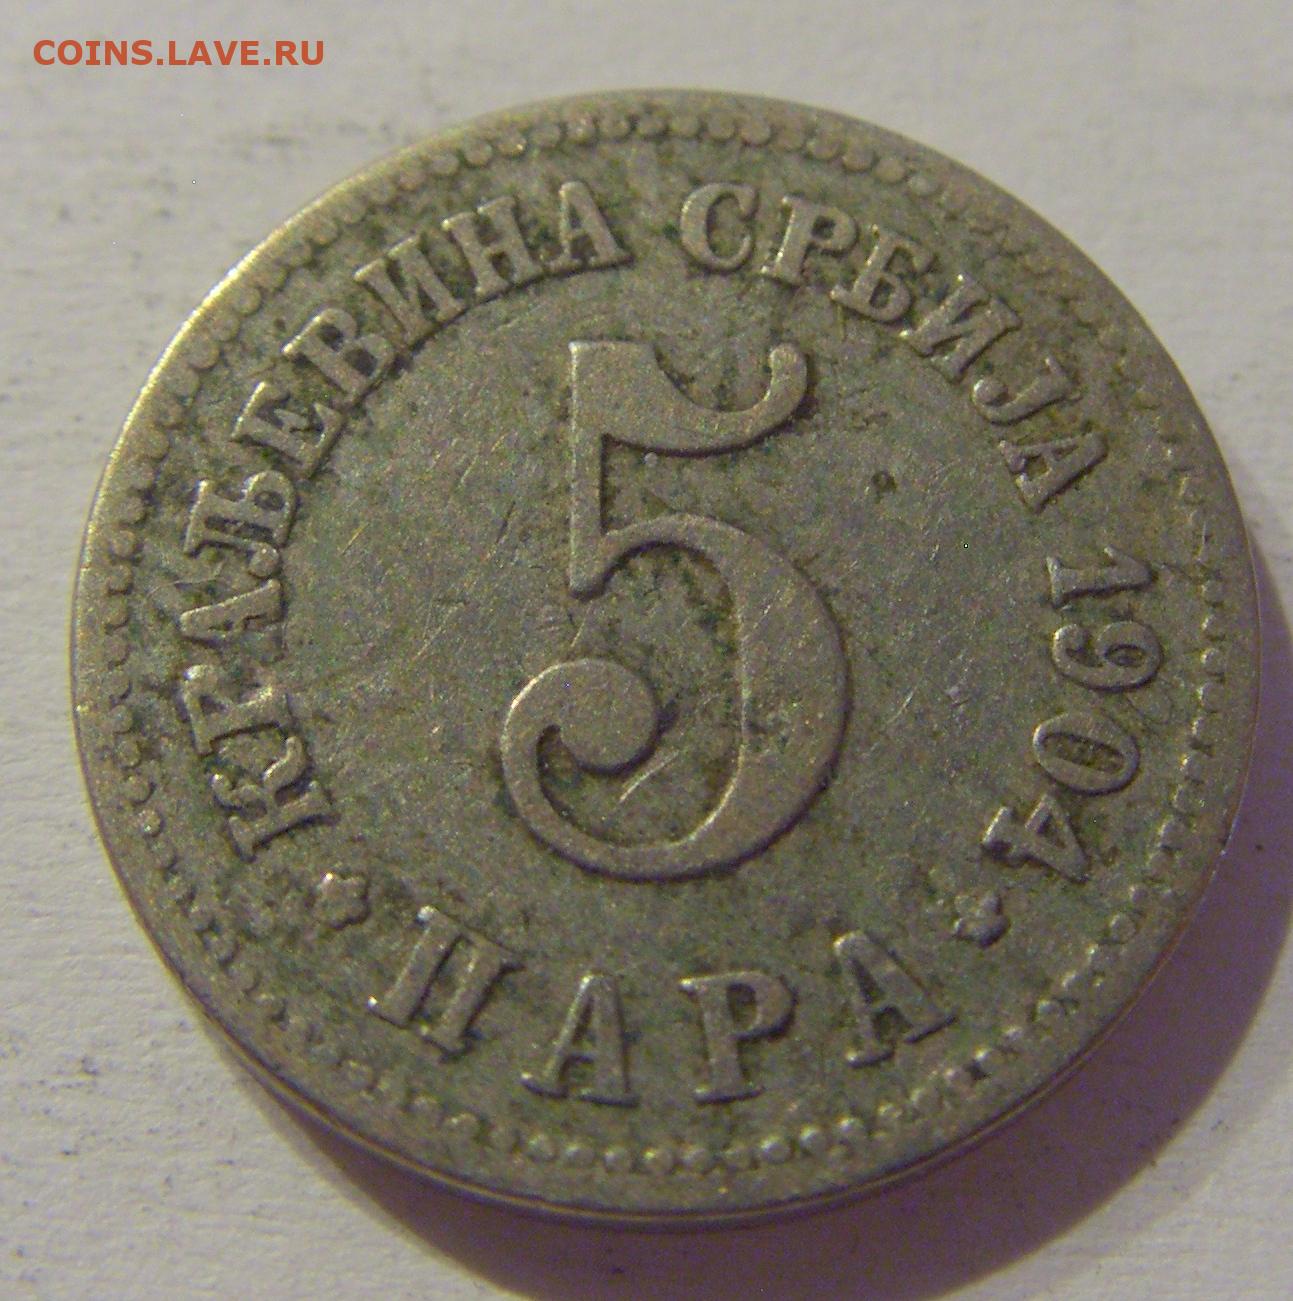 COINS.LAVE.RU
КРАЉЕВИНА СРБИЈА 1904
5
ПАРА